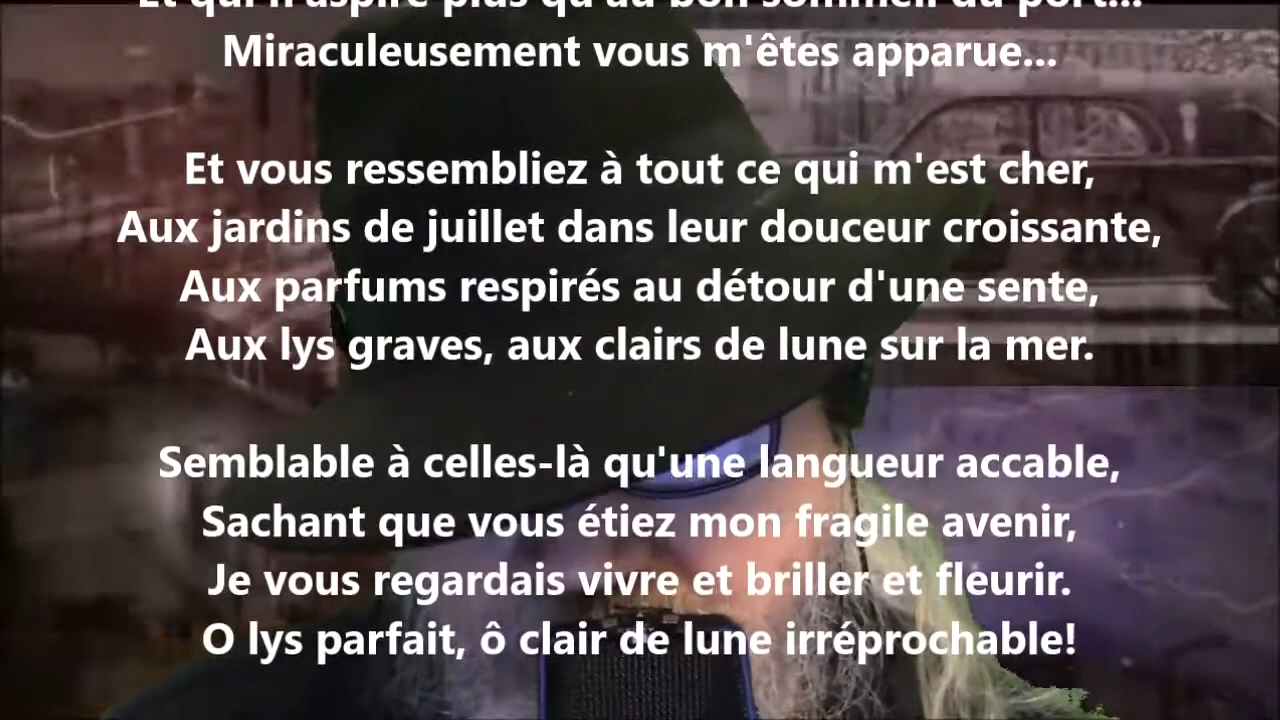 Et qui n'aspire plus qu'au bon sommeil du port...
Miraculeusement vous m'êtes apparue...
Et vous ressembliez à tout ce qui m'est cher,
Aux jardins de juillet dans leur douceur croissante,
Aux parfums respirés au détour d'une sente,
Aux lys graves, aux clairs de lune sur la mer.
Semblable à celles-là qu'une langueur accable,
Sachant que vous étiez mon fragile avenir,
Je vous regardais vivre et briller et fleurir.
O lys parfait, ô clair de lune irréprochable!